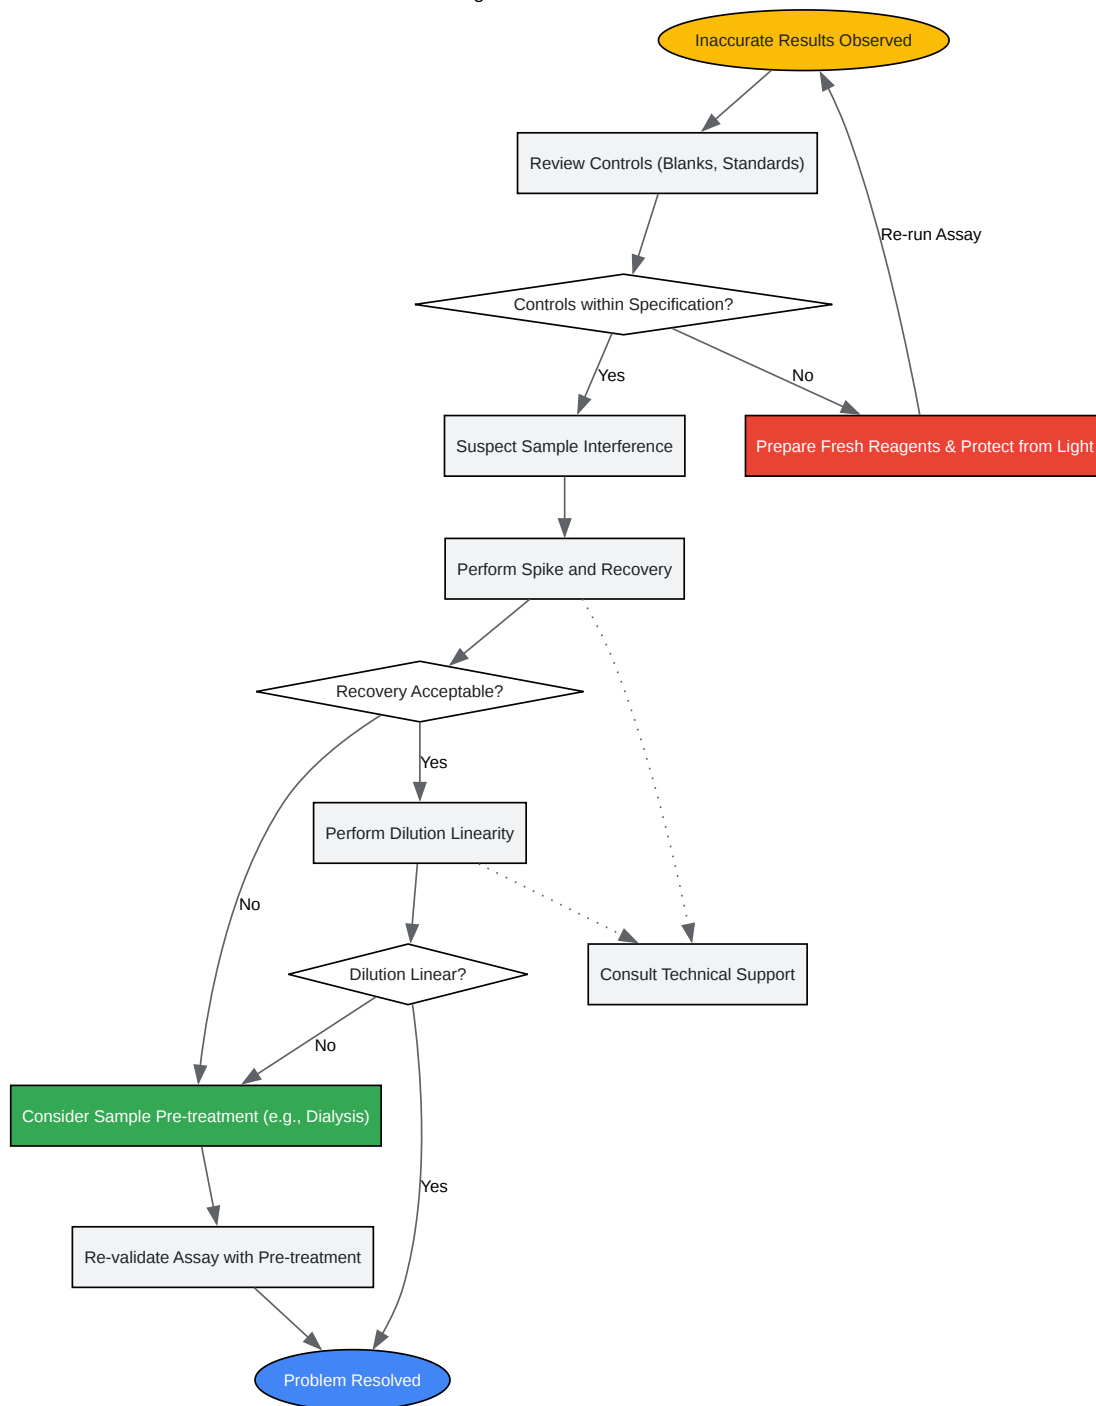 Inaccurate Results Observed
Review Controls (Blanks, Standards)
Re-run Assay
Controls within Specification?
Yes
No
Suspect Sample Interference
Prepare Fresh Reagents & Protect from Light
Perform Spike and Recovery
Recovery Acceptable?
Yes
Perform Dilution Linearity
No
Dilution Linear?
Consult Technical Support
No
Consider Sample Pre-treatment (e.g., Dialysis)
Yes
Re-validate Assay with Pre-treatment
Problem Resolved